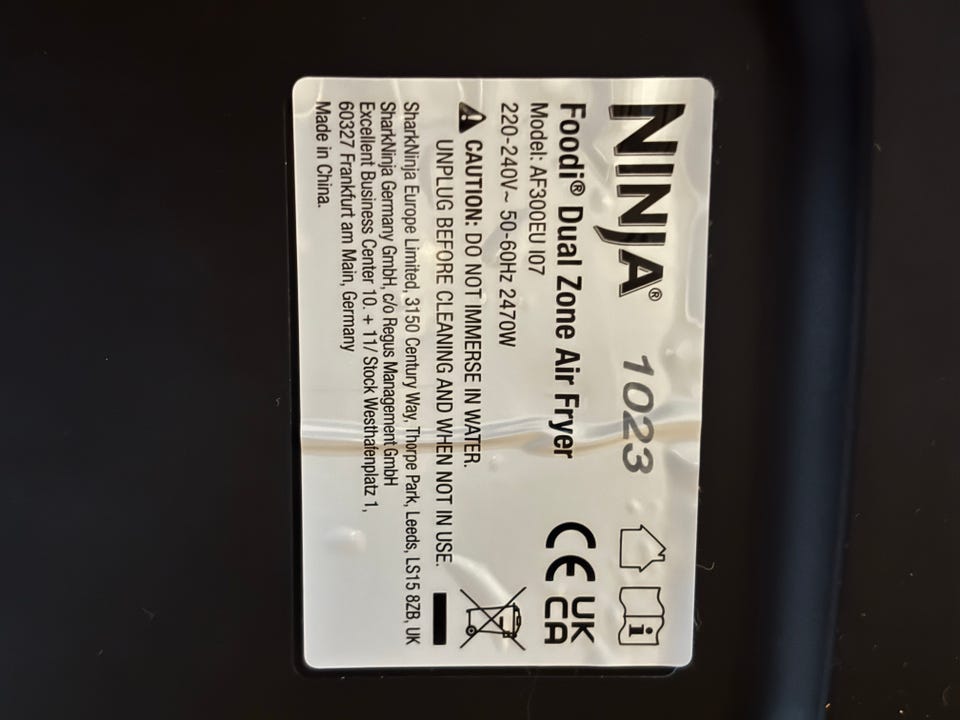 NINJA® 1023
Foodi® Dual Zone Air Fryer
Model: AF300EU I07
220-240V~ 50-60Hz 2470W
CE UK CA
CAUTION: DO NOT IMMERSE IN WATER.
UNPLUG BEFORE CLEANING AND WHEN NOT IN USE.
SharkNinja Europe Limited, 3150 Century Way, Thorpe Park, Leeds, LS15 8ZB, UK
SharkNinja Germany GmbH, c/o Regus Management GmbH
Excellent Business Center 10. + 11/ Stock Westhafenplatz 1,
60327 Frankfurt am Main, Germany
Made in China.